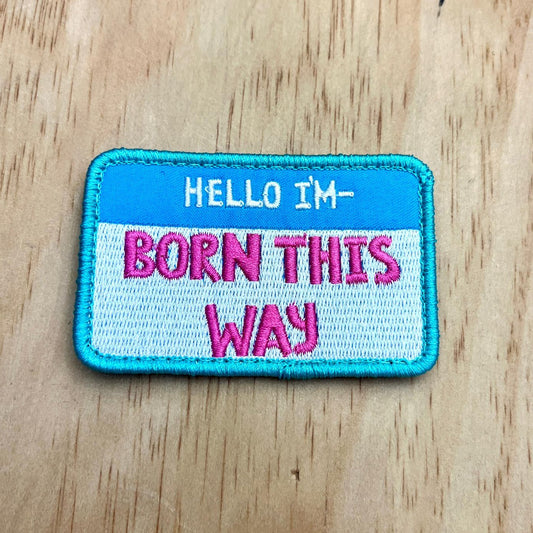 HELLO I'M-
BORN THIS
WAY